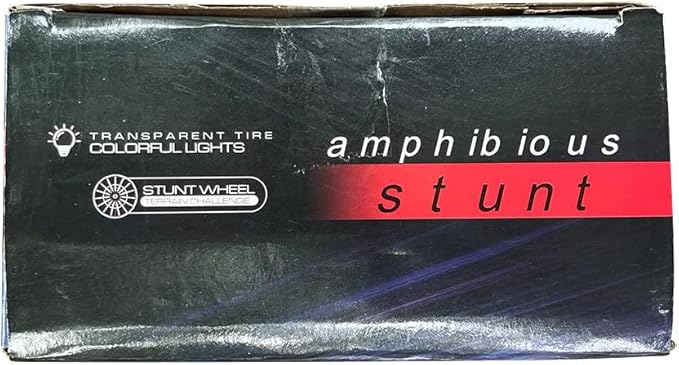 TRANSPARENT TIRE
COLORFUL LIGHTS
STUNT WHEEL
TERRAIN CHALLENGE
amphibious
stunt